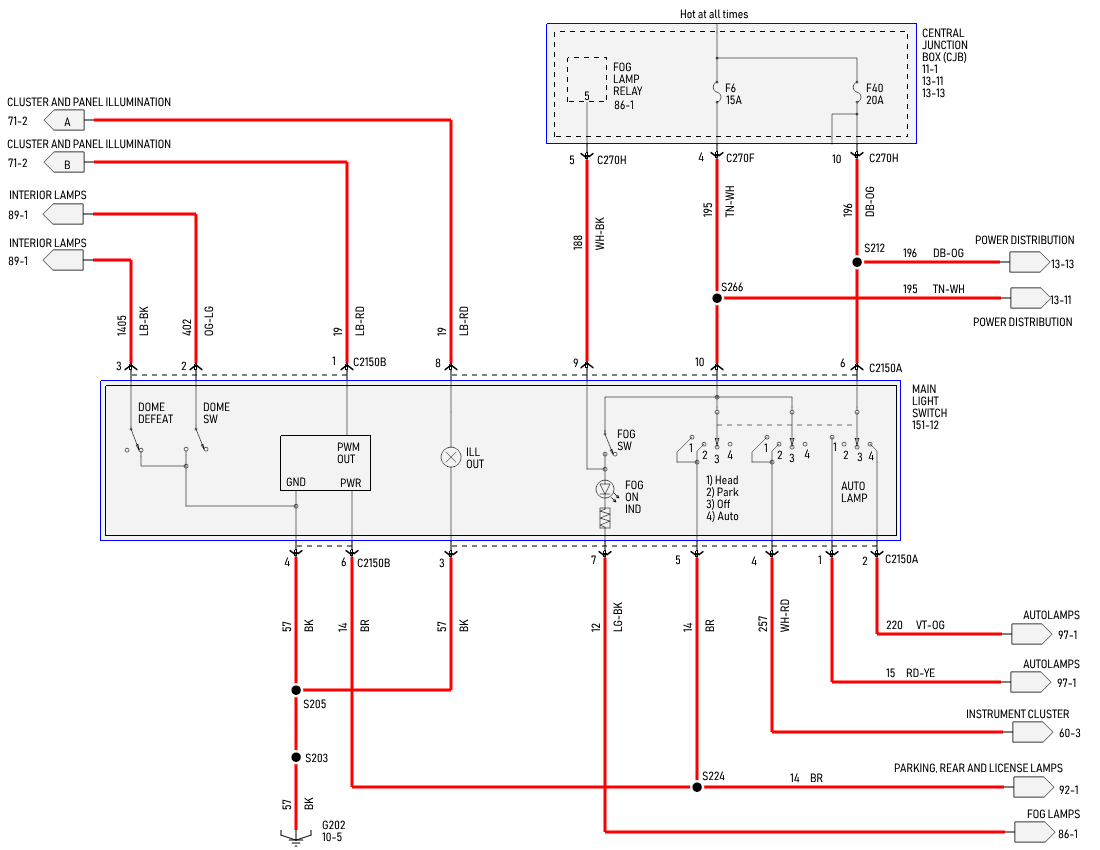 Hot at all times
CENTRAL
JUNCTION
BOX (CJB)
11-1
13-11
13-13
FOG
LAMP
RELAY
86-1
5
F6
15A
F40
20A
CLUSTER AND PANEL ILLUMINATION
71-2
A
CLUSTER AND PANEL ILLUMINATION
71-2
B
INTERIOR LAMPS
89-1
INTERIOR LAMPS
89-1
5
C270H
4
C270F
10
C270H
188
WH-BK
195
TN-WH
196
DB-OG
S212
196
DB-OG
POWER DISTRIBUTION
13-13
S266
195
TN-WH
13-11
POWER DISTRIBUTION
1405
LB-BK
402
OG-LG
19
LB-RD
19
LB-RD
3
2
1
C2150B
8
9
10
6
C2150A
MAIN
LIGHT
SWITCH
151-12
DOME
DEFEAT
DOME
SW
PWM
OUT
GND
PWR
ILL
OUT
FOG
SW
FOG
ON
IND
1
2
3
4
1
2
3
4
1
2
3
4
1) Head
2) Park
3) Off
4) Auto
AUTO
LAMP
4
6
C2150B
3
7
5
4
1
2
C2150A
57
BK
14
BR
57
BK
12
LG-BK
14
BR
257
WH-RD
220
VT-OG
AUTOLAMPS
97-1
15
RD-YE
AUTOLAMPS
97-1
S205
INSTRUMENT CLUSTER
60-3
S203
S224
14
BR
PARKING, REAR AND LICENSE LAMPS
92-1
57
BK
FOG LAMPS
86-1
G202
10-5